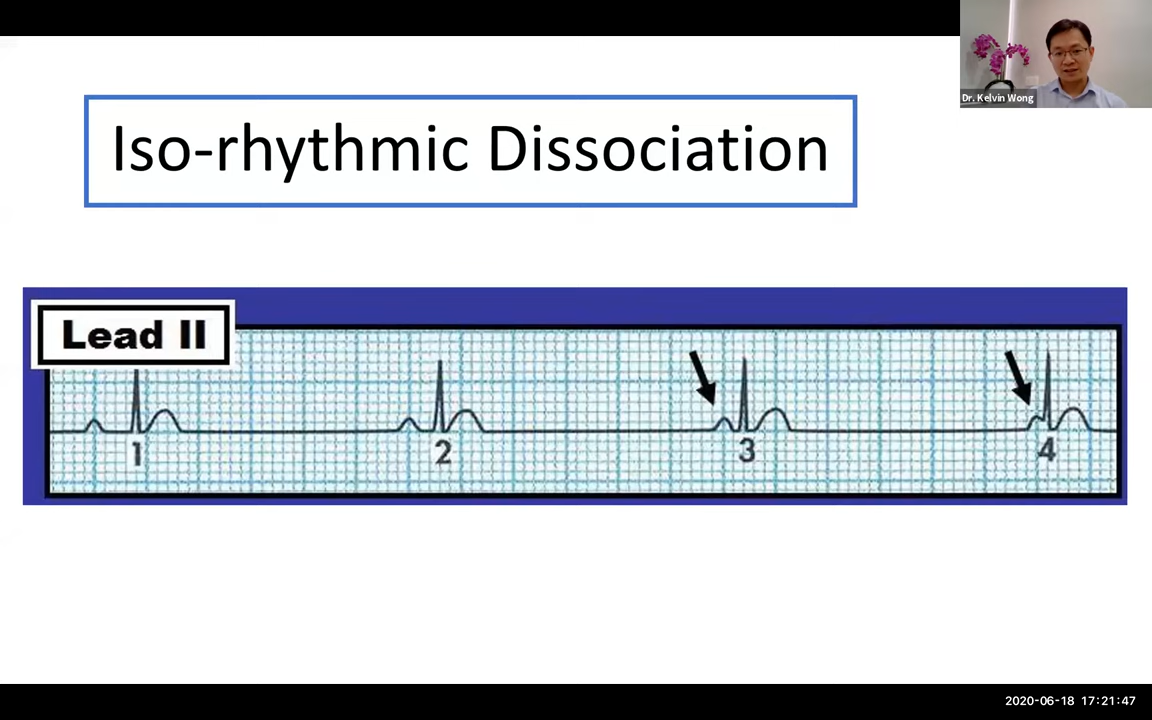 Dr. Kelvin Wong
Iso-rhythmic Dissociation
Lead II
1 2 3 4
2020-06-18 17:21:47